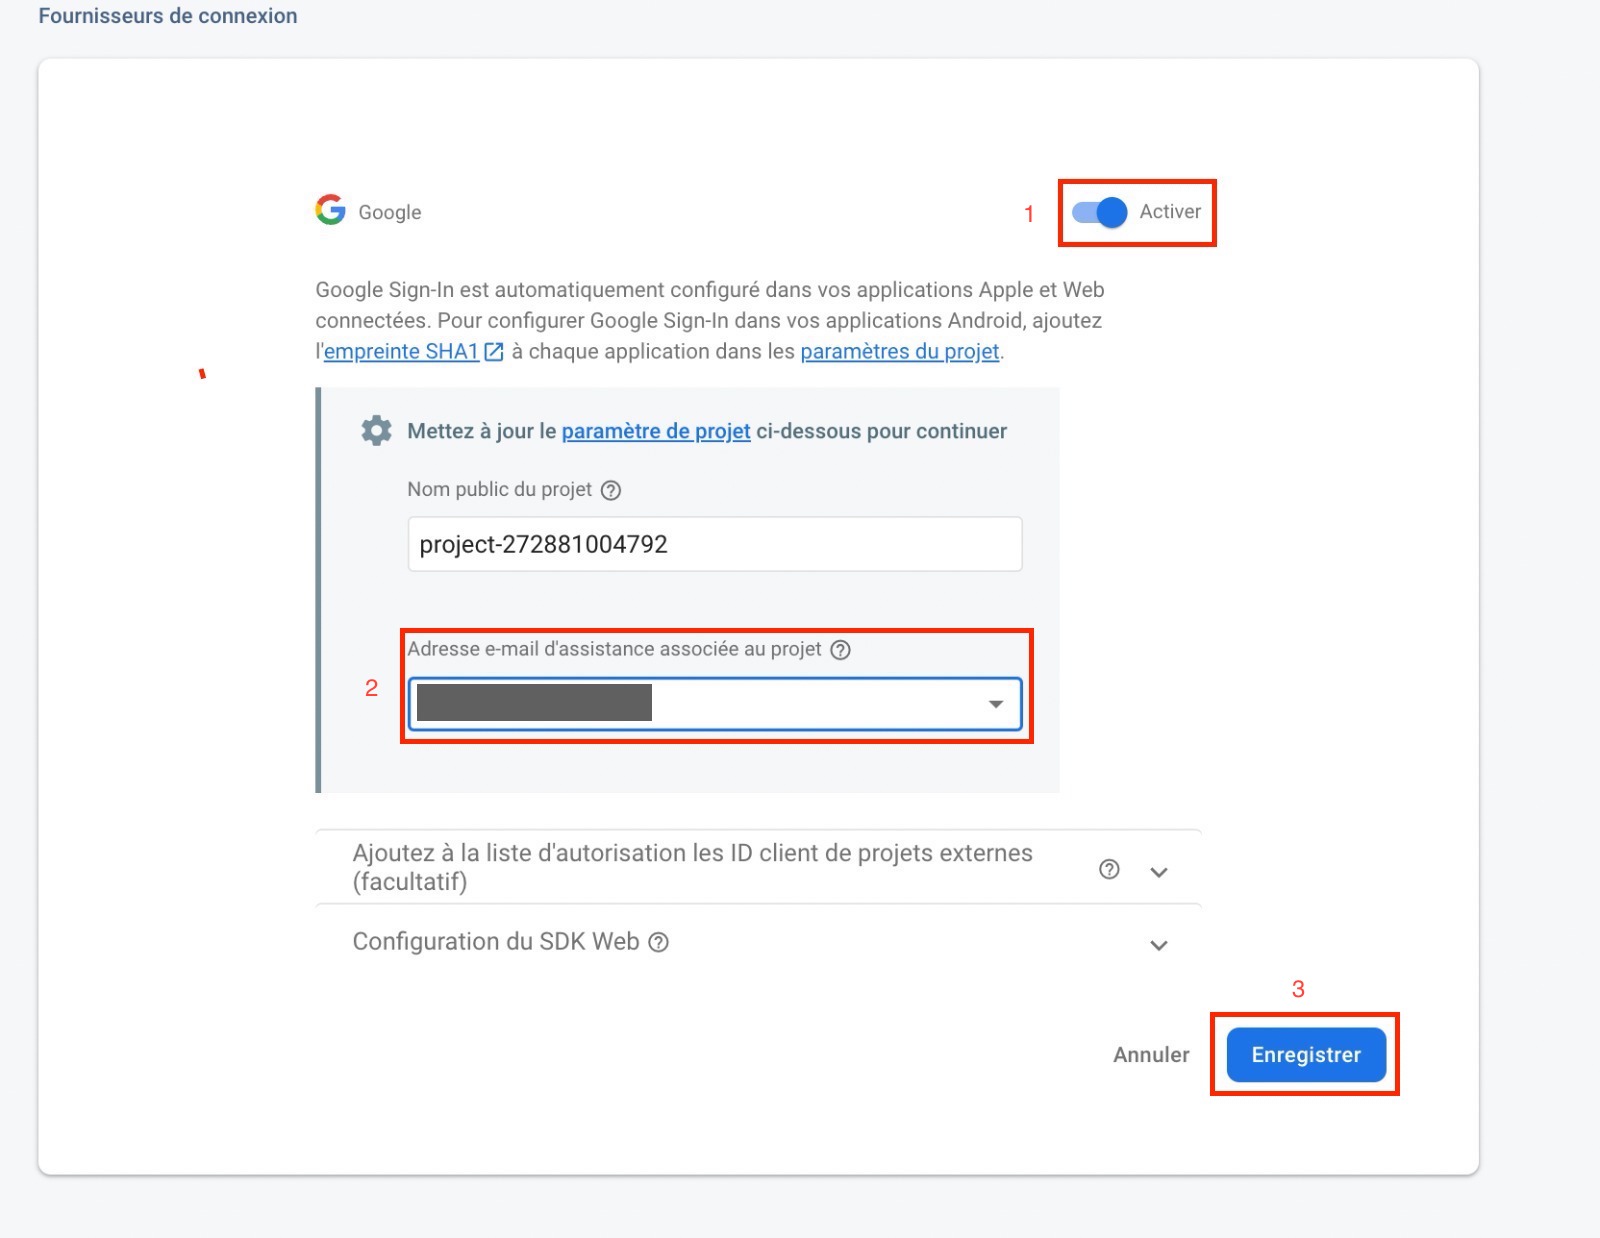 Fournisseurs de connexion
Google
1
Activer
Google Sign-In est automatiquement configuré dans vos applications Apple et Web
connectées. Pour configurer Google Sign-In dans vos applications Android, ajoutez
l'empreinte SHA1 à chaque application dans les paramètres du projet.
Mettez à jour le paramètre de projet ci-dessous pour continuer
Nom public du projet
project-272881004792
Adresse e-mail d'assistance associée au projet
2
Ajoutez à la liste d'autorisation les ID client de projets externes
(facultatif)
Configuration du SDK Web
3
Annuler
Enregistrer